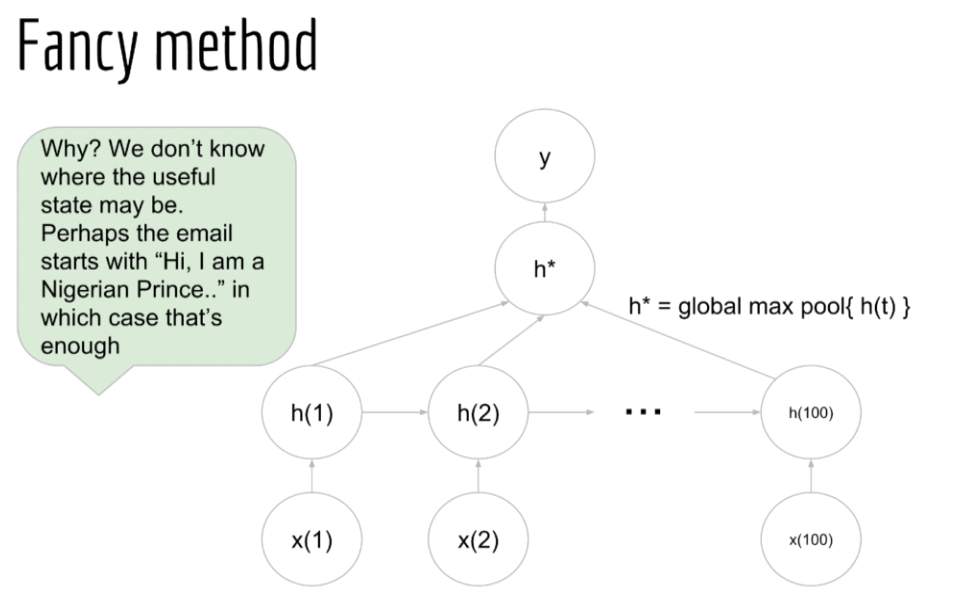 Fancy method
Why? We don't know
where the useful
state may be.
Perhaps the email
starts with “Hi, I am a
Nigerian Prince..” in
which case that's
enough
y
h*
h* = global max pool{ h(t) }
h(1)
h(2)
...
h(100)
x(1)
x(2)
x(100)